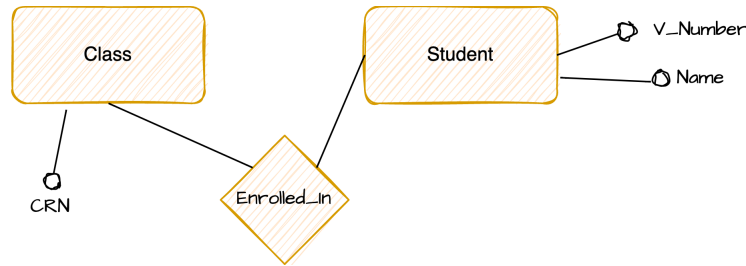 Class
Student
V_Number
Name
Enrolled_In
CRN